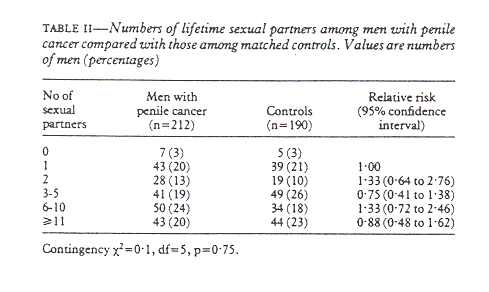 TABLE II—Numbers of lifetime sexual partners among men with penile
cancer compared with those among matched controls. Values are numbers
of men (percentages)
No of sexual partners Men with penile cancer (n=212) Controls (n=190) Relative risk (95% confidence interval)
0 7 (3) 5 (3)
1 43 (20) 39 (21) 1·00
2 28 (13) 19 (10) 1·33 (0·64 to 2·76)
3-5 41 (19) 49 (26) 0·75 (0·41 to 1·38)
6-10 50 (24) 34 (18) 1·33 (0·72 to 2·46)
≥11 43 (20) 44 (23) 0·88 (0·48 to 1·62)
Contingency χ²=0·1, df=5, p=0·75.